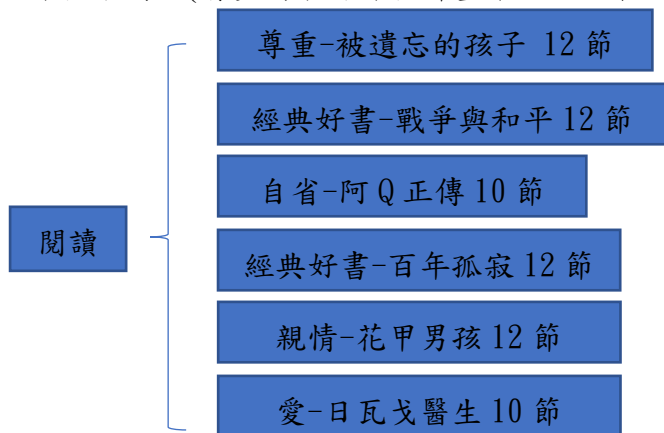 尊重-被遺忘的孩子 12 節
經典好書-戰爭與和平 12 節
自省-阿 Q 正傳 10 節
閱讀
經典好書-百年孤寂 12 節
親情-花甲男孩 12 節
愛-日瓦戈醫生 10 節